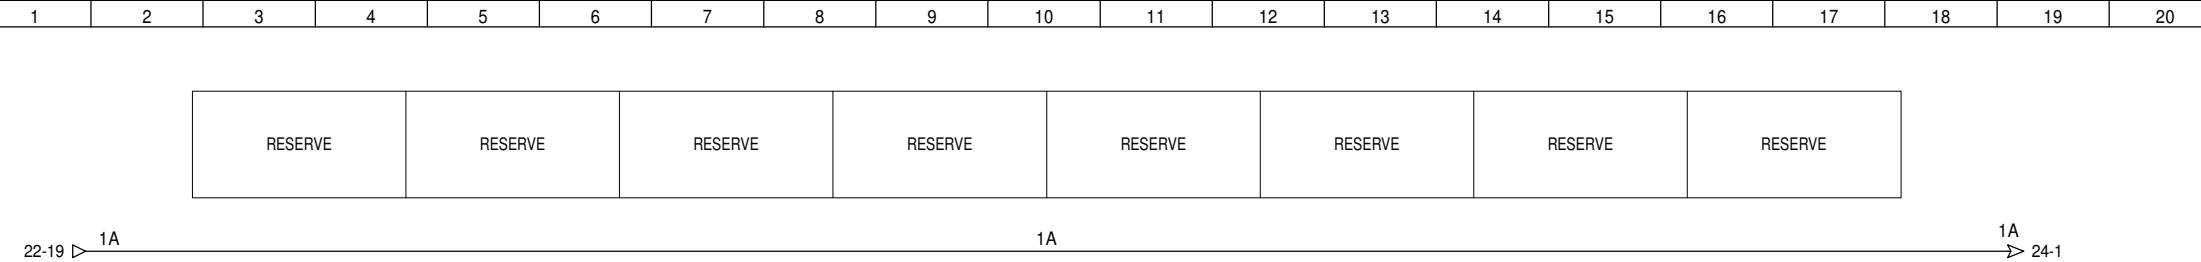 1 2 3 4 5 6 7 8 9 10 11 12 13 14 15 16 17 18 19 20
RESERVE RESERVE RESERVE RESERVE RESERVE RESERVE RESERVE RESERVE
1A 1A 1A
22-19 24-1